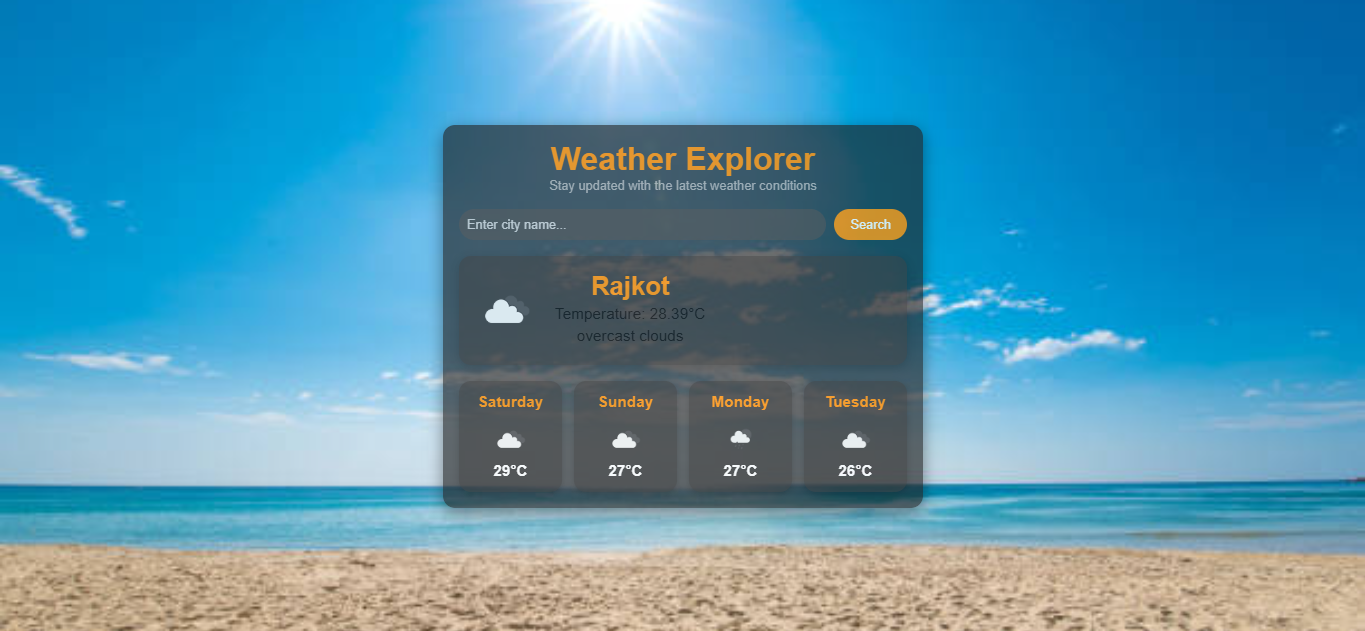 Weather Explorer
Stay updated with the latest weather conditions
Enter city name...
Search
Rajkot
Temperature: 28.39°C
overcast clouds
Saturday
29°C
Sunday
27°C
Monday
27°C
Tuesday
26°C